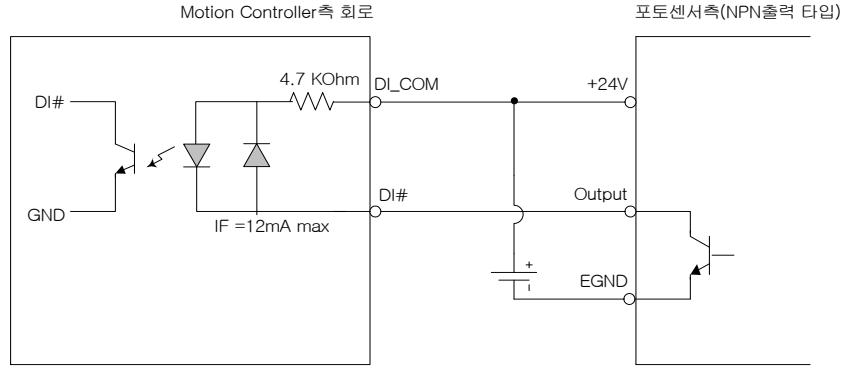 Motion Controller측 회로
포토센서측(NPN출력 타입)
4.7 KOhm
DI_COM
+24V
DI#
DI#
Output
GND
IF =12mA max
+
-
EGND